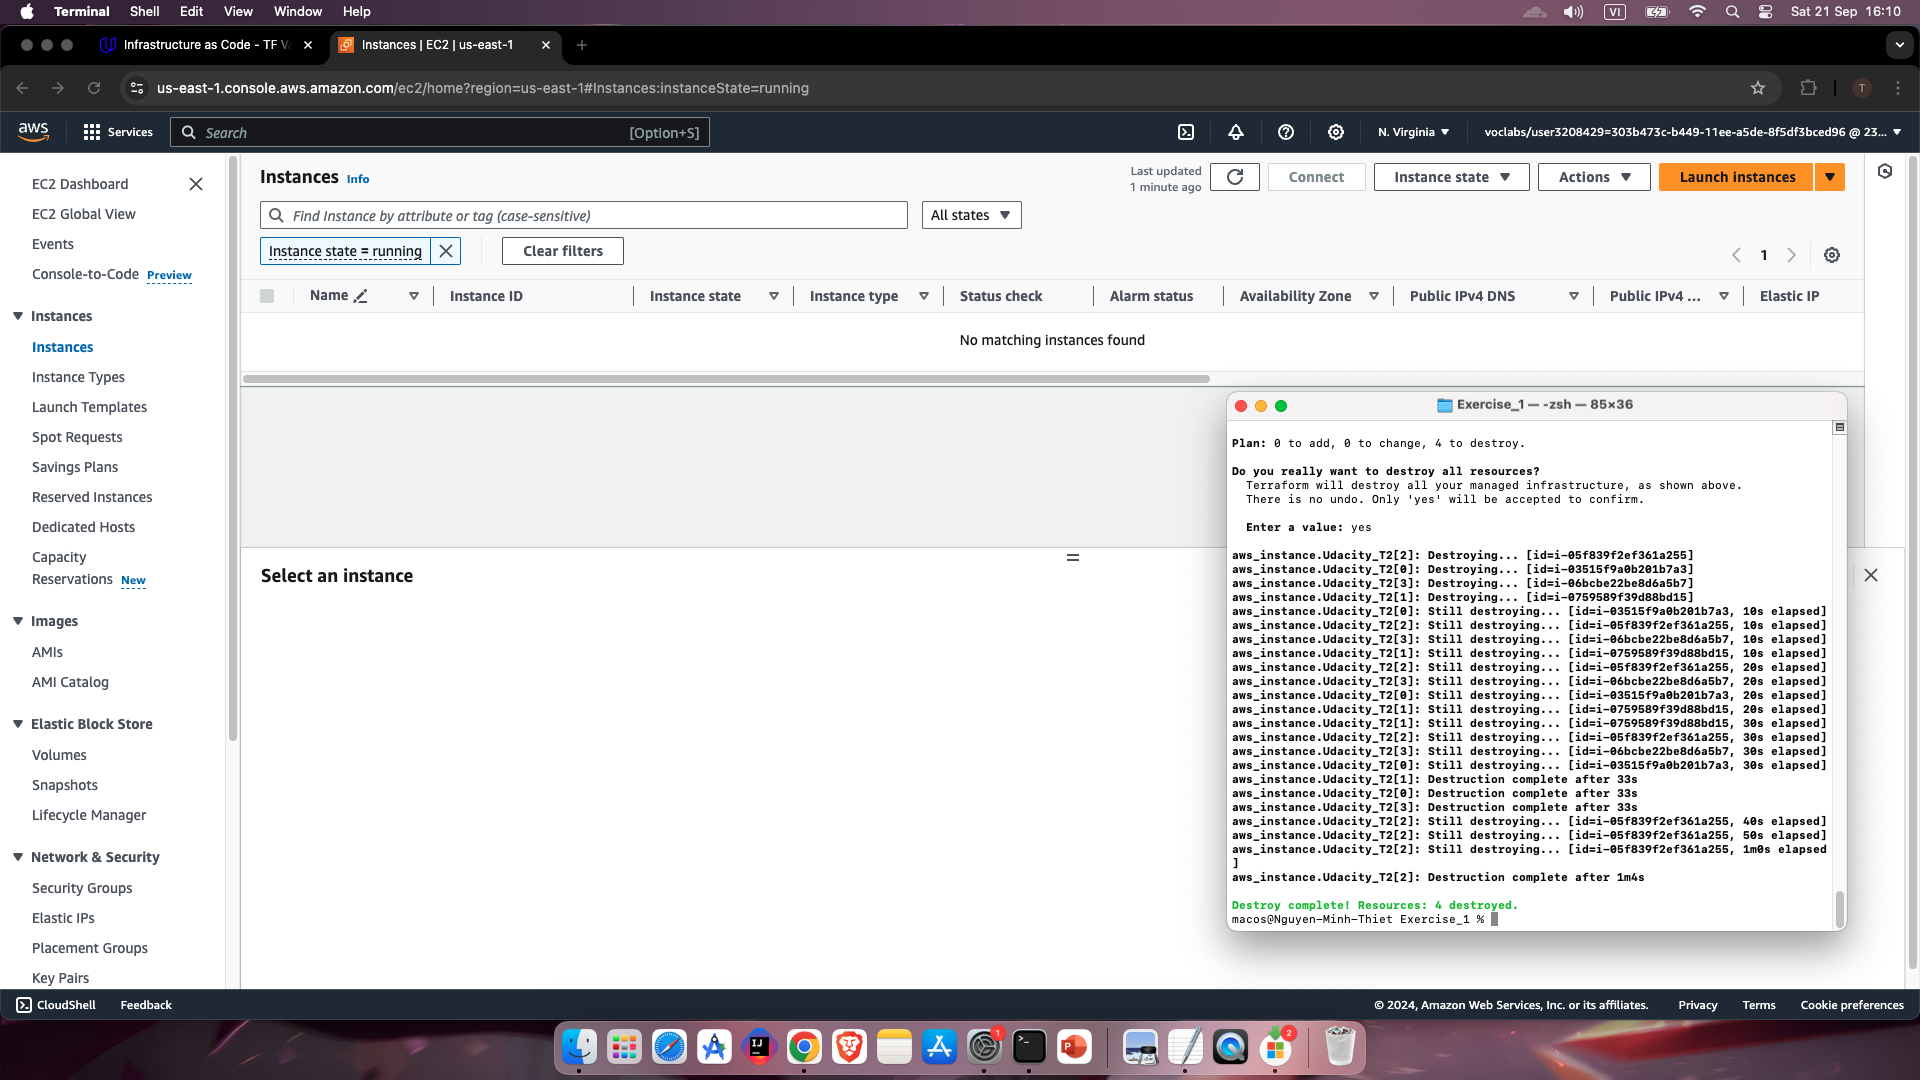 Terminal Shell Edit View Window Help VI Sat 21 Sep 16:10
Infrastructure as Code - TF V
Instances | EC2 | us-east-1
us-east-1.console.aws.amazon.com/ec2/home?region=us-east-1#Instances:instanceState=running T
aws Services Search [Option+S] N. Virginia voclabs/user3208429=303b473c-b449-11ee-a5de-8f5df3bced96 @ 23...
EC2 Dashboard
EC2 Global View
Events
Console-to-Code Preview
Instances
Instances
Instance Types
Launch Templates
Spot Requests
Savings Plans
Reserved Instances
Dedicated Hosts
Capacity
Reservations New
Images
AMIs
AMI Catalog
Elastic Block Store
Volumes
Snapshots
Lifecycle Manager
Network & Security
Security Groups
Elastic IPs
Placement Groups
Key Pairs
Instances Info
Last updated
1 minute ago
Connect Instance state Actions Launch instances
Find Instance by attribute or tag (case-sensitive) All states
Instance state = running Clear filters 1
Name Instance ID Instance state Instance type Status check Alarm status Availability Zone Public IPv4 DNS Public IPv4 ... Elastic IP
No matching instances found
Select an instance
Exercise_1 — -zsh — 85×36
Plan: 0 to add, 0 to change, 4 to destroy.
Do you really want to destroy all resources?
Terraform will destroy all your managed infrastructure, as shown above.
There is no undo. Only 'yes' will be accepted to confirm.
Enter a value: yes
aws_instance.Udacity_T2[2]: Destroying... [id=i-05f839f2ef361a255]
aws_instance.Udacity_T2[0]: Destroying... [id=i-03515f9a0b201b7a3]
aws_instance.Udacity_T2[3]: Destroying... [id=i-06bcbe22be8d6a5b7]
aws_instance.Udacity_T2[1]: Destroying... [id=i-0759589f39d88bd15]
aws_instance.Udacity_T2[0]: Still destroying... [id=i-03515f9a0b201b7a3, 10s elapsed]
aws_instance.Udacity_T2[2]: Still destroying... [id=i-05f839f2ef361a255, 10s elapsed]
aws_instance.Udacity_T2[3]: Still destroying... [id=i-06bcbe22be8d6a5b7, 10s elapsed]
aws_instance.Udacity_T2[1]: Still destroying... [id=i-0759589f39d88bd15, 10s elapsed]
aws_instance.Udacity_T2[2]: Still destroying... [id=i-05f839f2ef361a255, 20s elapsed]
aws_instance.Udacity_T2[3]: Still destroying... [id=i-06bcbe22be8d6a5b7, 20s elapsed]
aws_instance.Udacity_T2[0]: Still destroying... [id=i-03515f9a0b201b7a3, 20s elapsed]
aws_instance.Udacity_T2[1]: Still destroying... [id=i-0759589f39d88bd15, 20s elapsed]
aws_instance.Udacity_T2[1]: Still destroying... [id=i-0759589f39d88bd15, 30s elapsed]
aws_instance.Udacity_T2[2]: Still destroying... [id=i-05f839f2ef361a255, 30s elapsed]
aws_instance.Udacity_T2[3]: Still destroying... [id=i-06bcbe22be8d6a5b7, 30s elapsed]
aws_instance.Udacity_T2[0]: Still destroying... [id=i-03515f9a0b201b7a3, 30s elapsed]
aws_instance.Udacity_T2[1]: Destruction complete after 33s
aws_instance.Udacity_T2[0]: Destruction complete after 33s
aws_instance.Udacity_T2[3]: Destruction complete after 33s
aws_instance.Udacity_T2[2]: Still destroying... [id=i-05f839f2ef361a255, 40s elapsed]
aws_instance.Udacity_T2[2]: Still destroying... [id=i-05f839f2ef361a255, 50s elapsed]
aws_instance.Udacity_T2[2]: Still destroying... [id=i-05f839f2ef361a255, 1m0s elapsed
]
aws_instance.Udacity_T2[2]: Destruction complete after 1m4s
Destroy complete! Resources: 4 destroyed.
macos@Nguyen-Minh-Thiet Exercise_1 %
CloudShell Feedback © 2024, Amazon Web Services, Inc. or its affiliates. Privacy Terms Cookie preferences
IJ 1 P 2